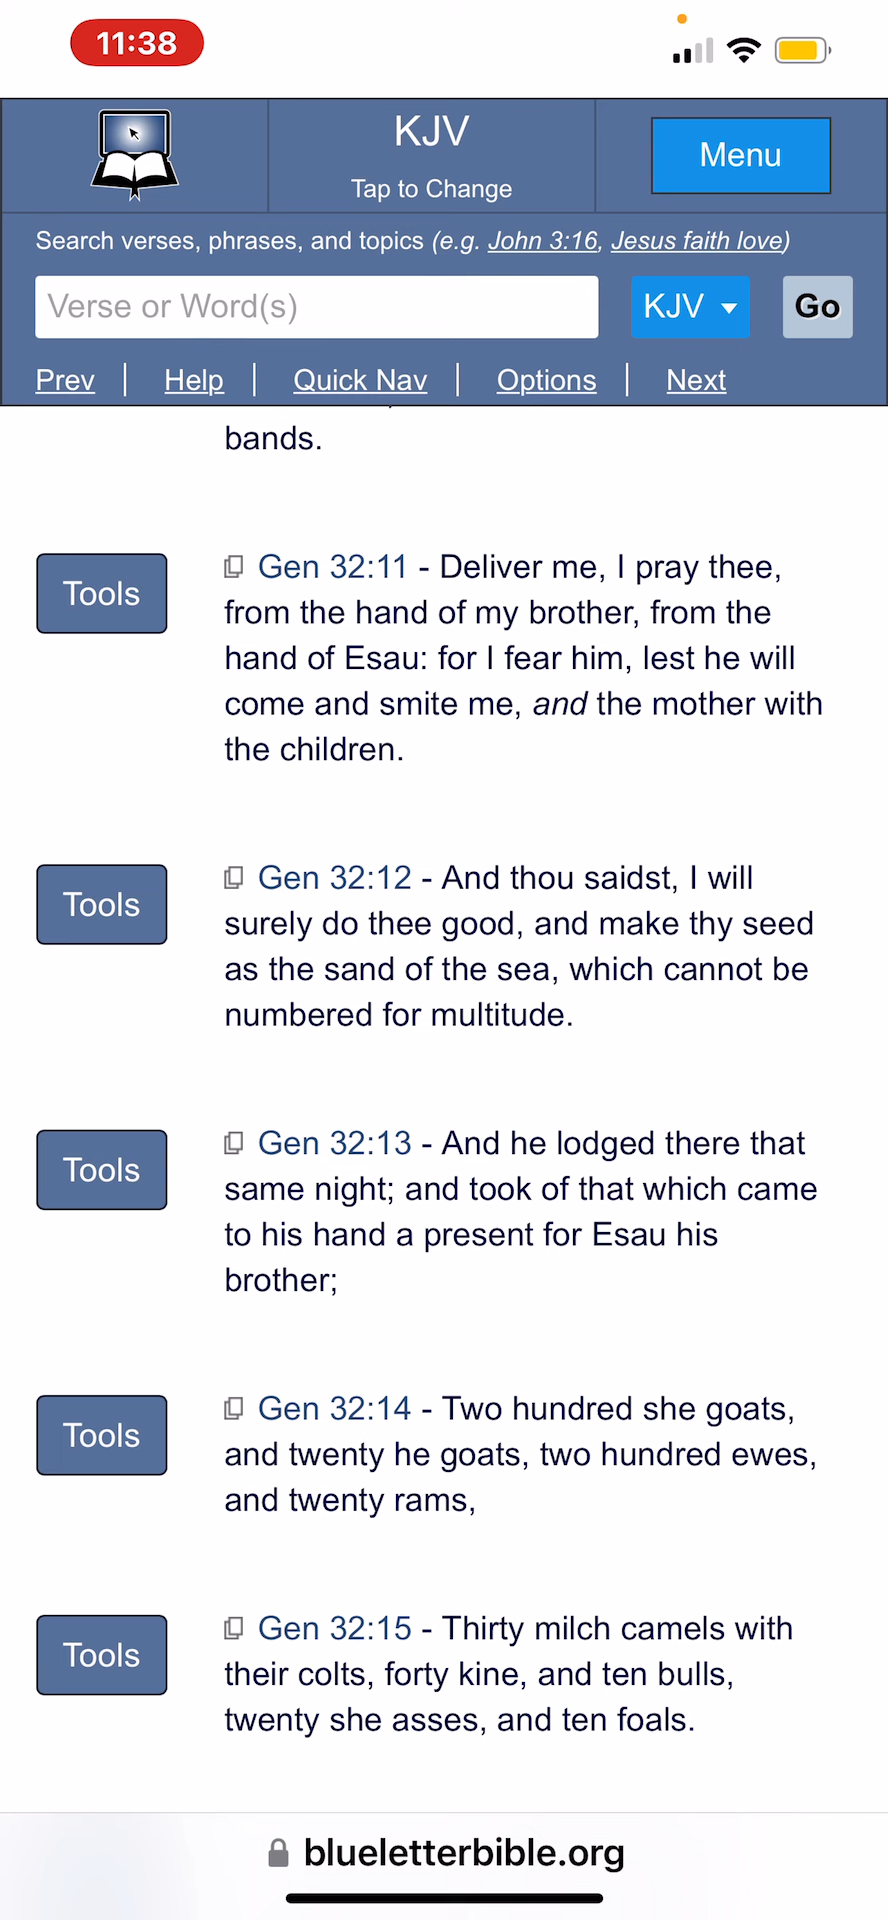 11:38
KJV
Tap to Change
Menu
Search verses, phrases, and topics (e.g. John 3:16, Jesus faith love)
Verse or Word(s)
KJV
Go
Prev | Help | Quick Nav | Options | Next
bands.
Tools
Gen 32:11 - Deliver me, I pray thee,
from the hand of my brother, from the
hand of Esau: for I fear him, lest he will
come and smite me, and the mother with
the children.
Tools
Gen 32:12 - And thou saidst, I will
surely do thee good, and make thy seed
as the sand of the sea, which cannot be
numbered for multitude.
Tools
Gen 32:13 - And he lodged there that
same night; and took of that which came
to his hand a present for Esau his
brother;
Tools
Gen 32:14 - Two hundred she goats,
and twenty he goats, two hundred ewes,
and twenty rams,
Tools
Gen 32:15 - Thirty milch camels with
their colts, forty kine, and ten bulls,
twenty she asses, and ten foals.
blueletterbible.org